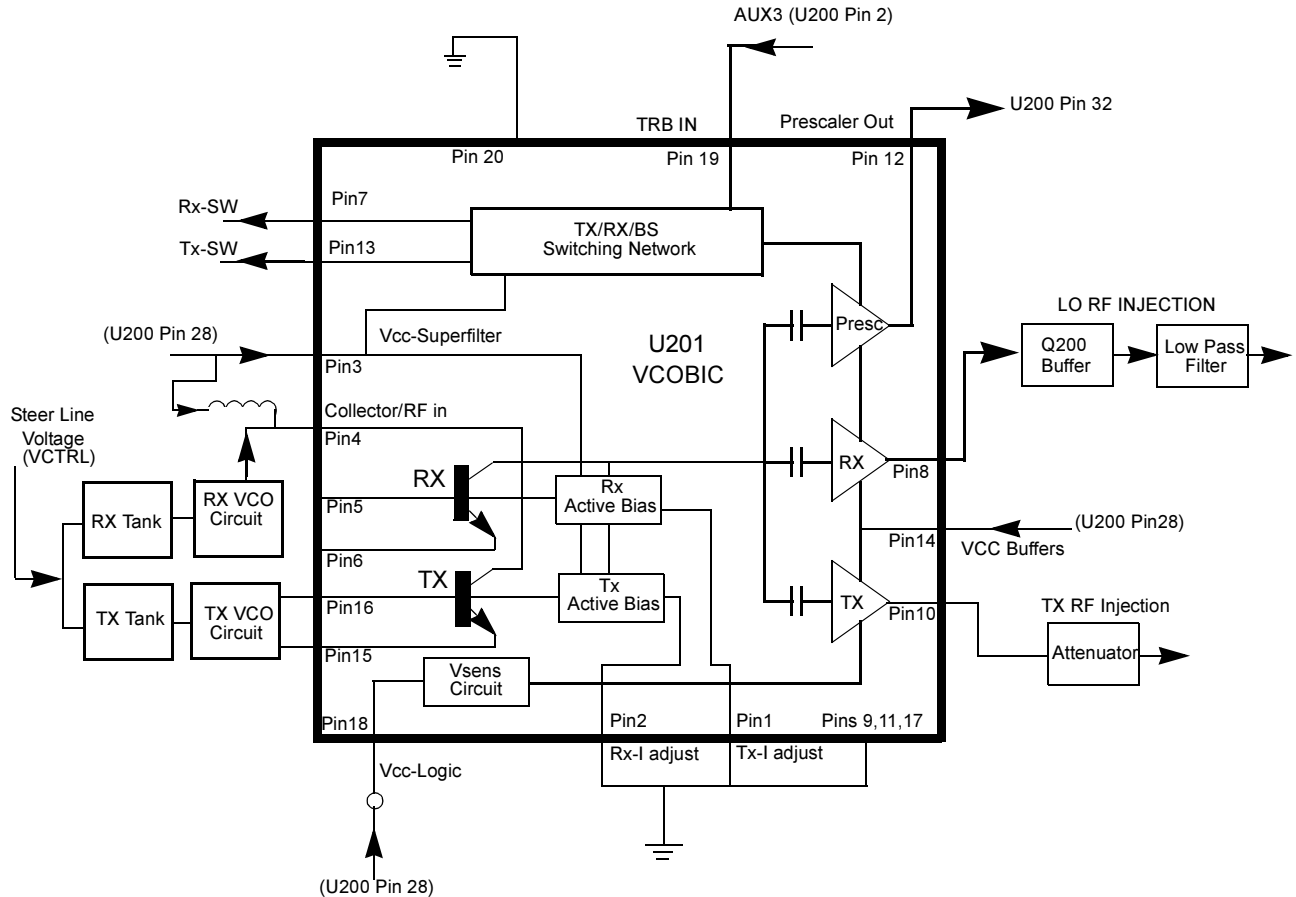 AUX3 (U200 Pin 2)
U200 Pin 32
TRB IN
Prescaler Out
Pin 20
Pin 19
Pin 12
Rx-SW
Pin7
Tx-SW
Pin13
TX/RX/BS
Switching Network
(U200 Pin 28)
Vcc-Superfilter
Pin3
U201
VCOBIC
Presc
LO RF INJECTION
Q200
Buffer
Low Pass
Filter
Steer Line
Voltage
(VCTRL)
Collector/RF in
Pin4
RX Tank
RX VCO
Circuit
Pin5
RX
Rx
Active Bias
RX
Pin8
Pin6
Pin14
(U200 Pin28)
VCC Buffers
TX Tank
TX VCO
Circuit
Pin16
TX
Tx
Active Bias
TX
Pin10
TX RF Injection
Attenuator
Pin15
Vsens
Circuit
Pin18
Pin2
Pin1
Pins 9,11,17
Rx-I adjust
Tx-I adjust
Vcc-Logic
(U200 Pin 28)